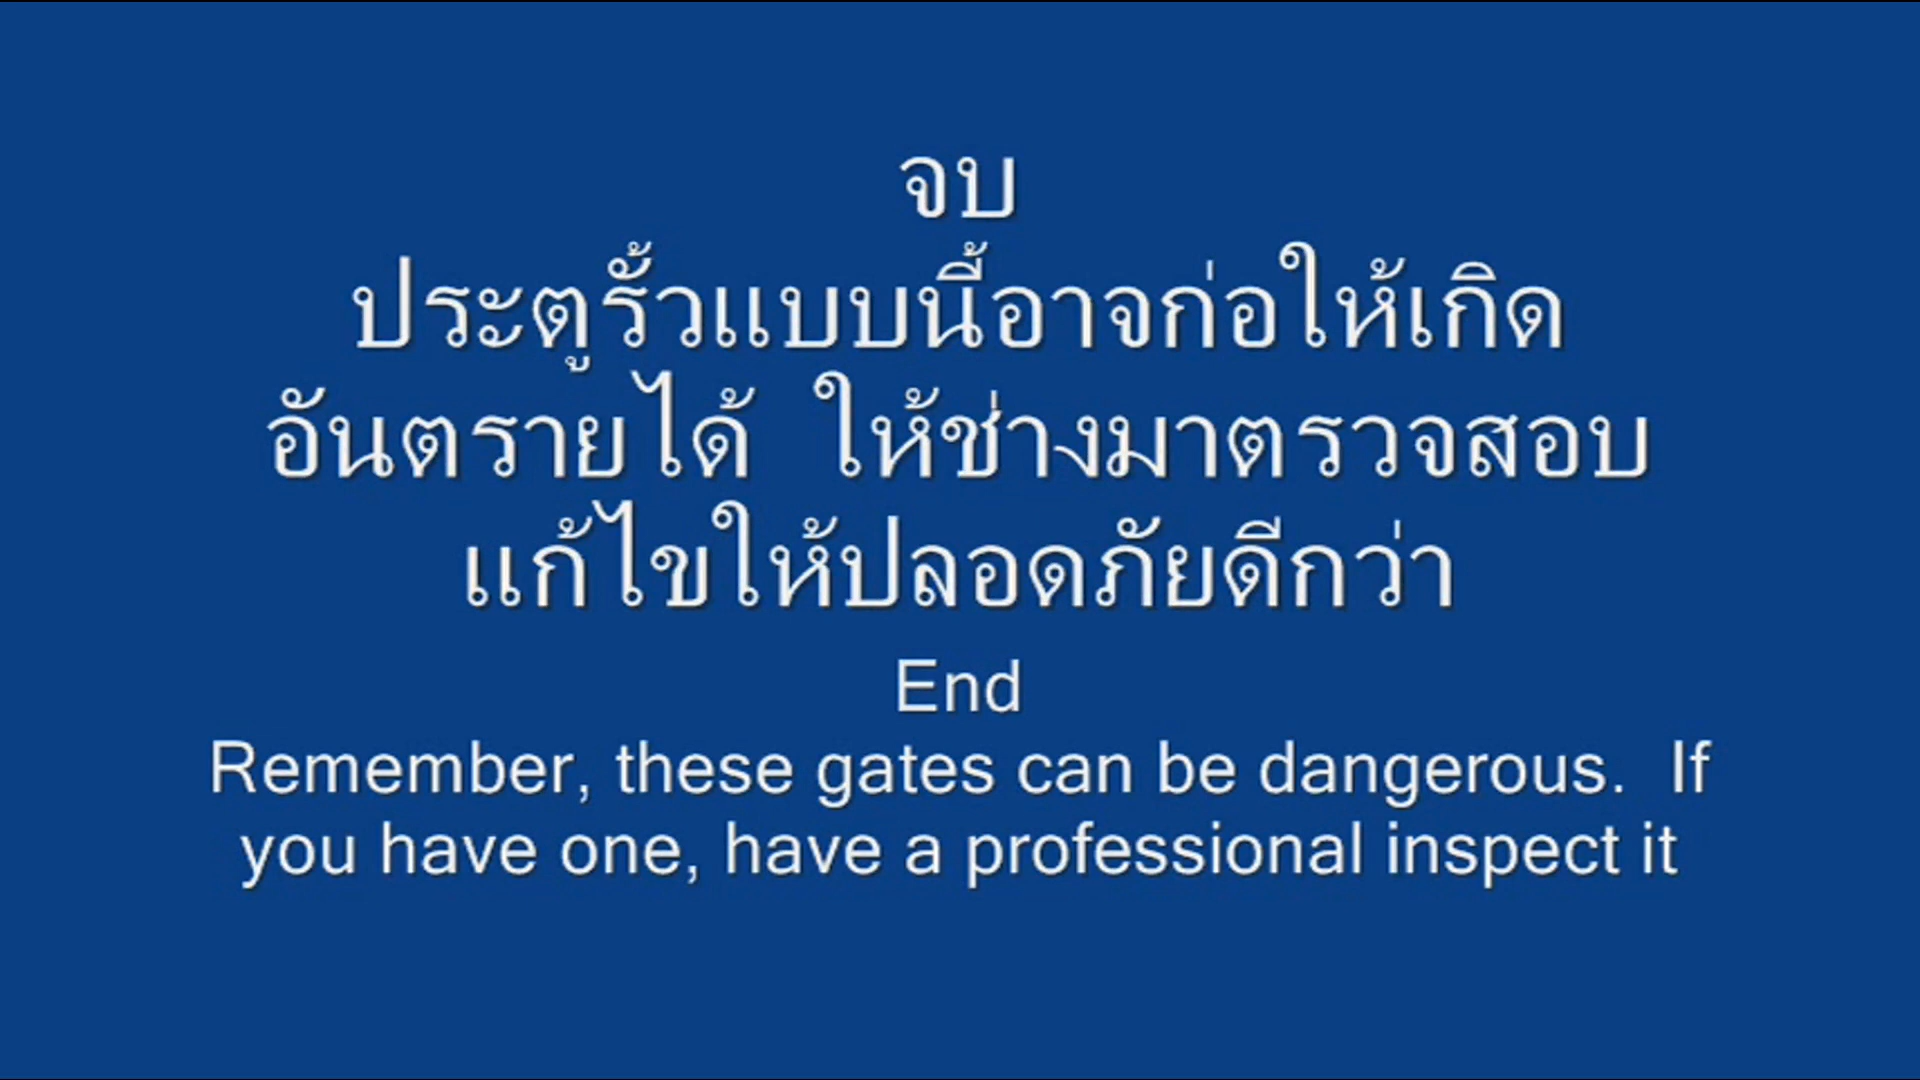 จบ
ประตูรั้วแบบนี้อาจก่อให้เกิด
อันตรายได้  ให้ช่างมาตรวจสอบ
แก้ไขให้ปลอดภัยดีกว่า
End
Remember, these gates can be dangerous.  If
you have one, have a professional inspect it